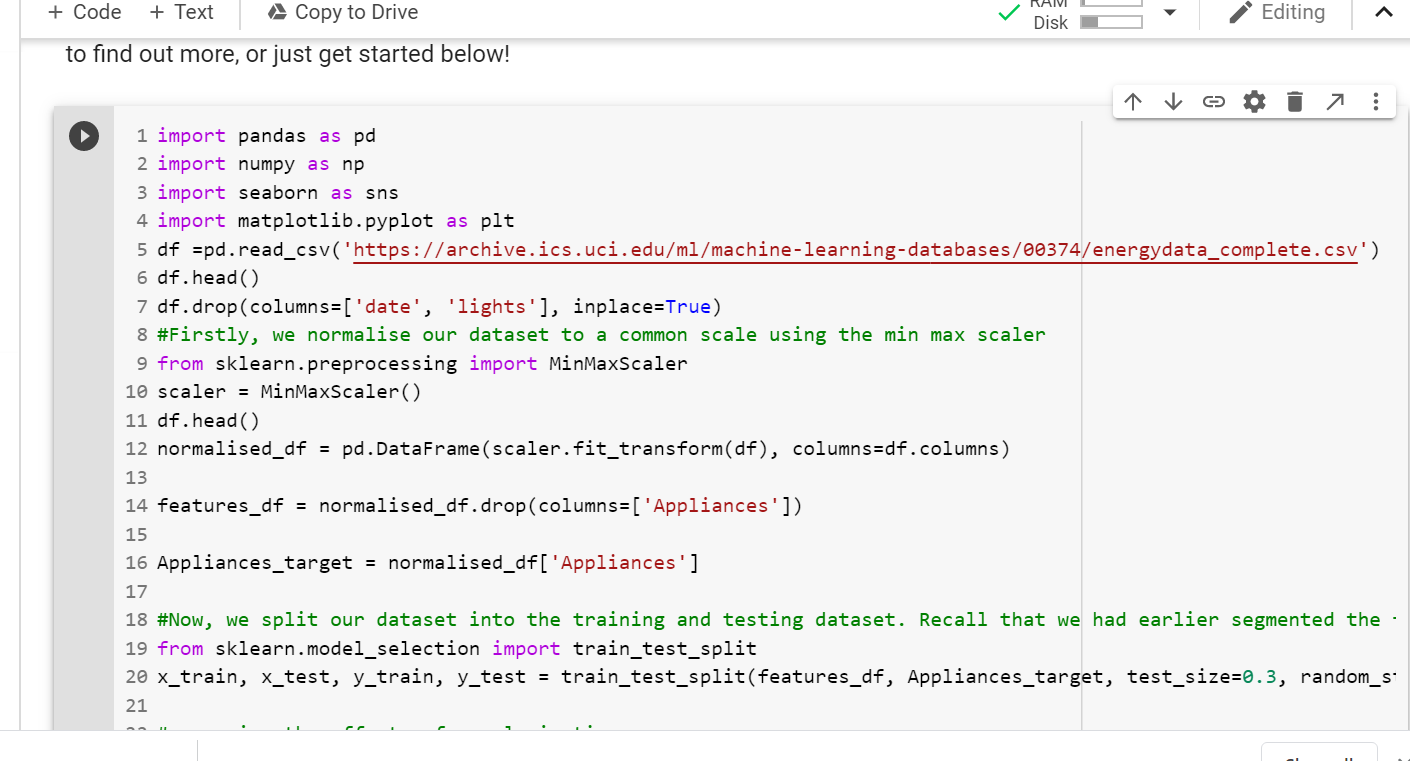 + Code + Text Copy to Drive
RAM
Disk
Editing
to find out more, or just get started below!
1 import pandas as pd
2 import numpy as np
3 import seaborn as sns
4 import matplotlib.pyplot as plt
5 df =pd.read_csv('https://archive.ics.uci.edu/ml/machine-learning-databases/00374/energydata_complete.csv')
6 df.head()
7 df.drop(columns=['date', 'lights'], inplace=True)
8 #Firstly, we normalise our dataset to a common scale using the min max scaler
9 from sklearn.preprocessing import MinMaxScaler
10 scaler = MinMaxScaler()
11 df.head()
12 normalised_df = pd.DataFrame(scaler.fit_transform(df), columns=df.columns)
13
14 features_df = normalised_df.drop(columns=['Appliances'])
15
16 Appliances_target = normalised_df['Appliances']
17
18 #Now, we split our dataset into the training and testing dataset. Recall that we had earlier segmented the
19 from sklearn.model_selection import train_test_split
20 x_train, x_test, y_train, y_test = train_test_split(features_df, Appliances_target, test_size=0.3, random_s
21